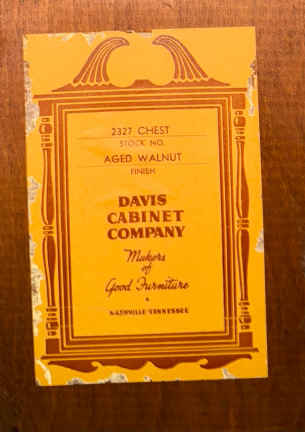 2327 CHEST
STOCK NO.
AGED WALNUT
FINISH
DAVIS
CABINET
COMPANY
Makers
of
Good Furniture
NASHVILLE TENNESSEE